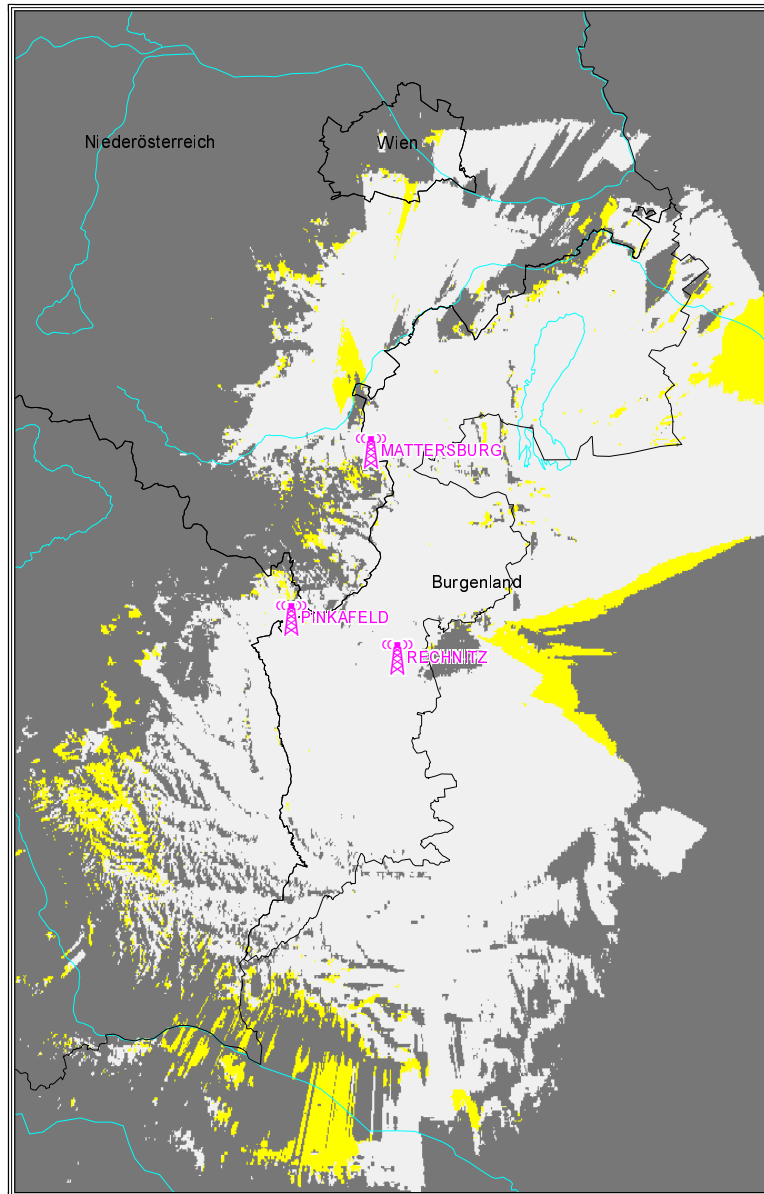 Niederösterreich
Wien
MATTERSBURG
Burgenland
PINKAFELD
RECHNITZ